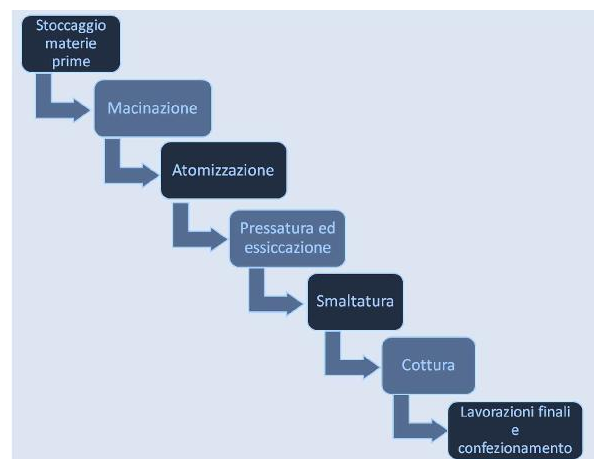 Stoccaggio
materie
prime
Macinazione
Atomizzazione
Pressatura ed
essiccazione
Smaltatura
Cottura
Lavorazioni finali
e
confezionamento